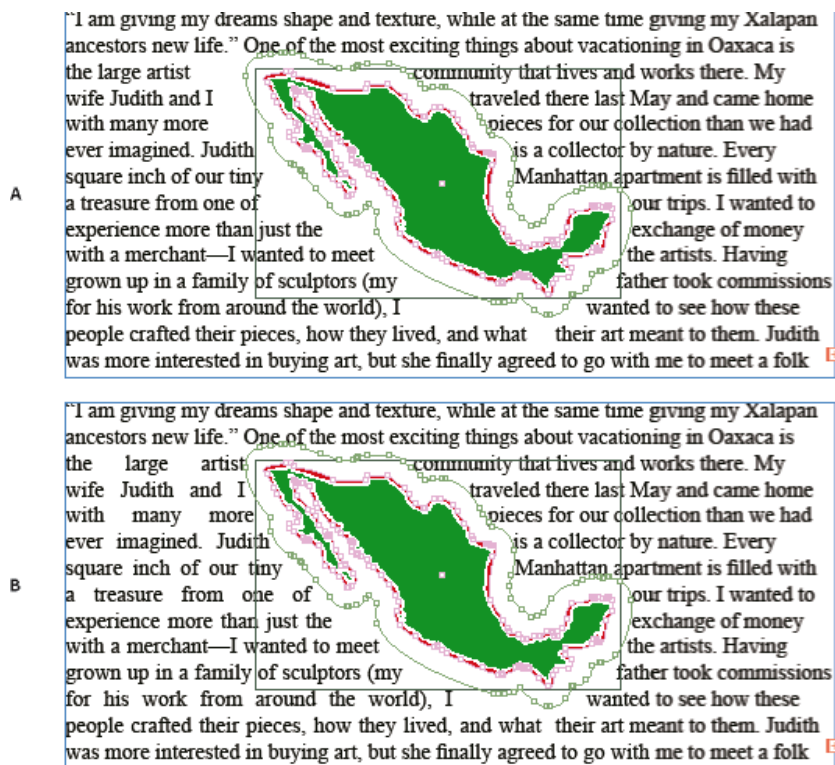 "I am giving my dreams shape and texture, while at the same time giving my Xalapan
ancestors new life." One of the most exciting things about vacationing in Oaxaca is
the large artist community that lives and works there. My
wife Judith and I traveled there last May and came home
with many more pieces for our collection than we had
ever imagined. Judith is a collector by nature. Every
square inch of our tiny Manhattan apartment is filled with
A
a treasure from one of our trips. I wanted to
experience more than just the exchange of money
with a merchant—I wanted to meet the artists. Having
grown up in a family of sculptors (my father took commissions
for his work from around the world), I wanted to see how these
people crafted their pieces, how they lived, and what their art meant to them. Judith
was more interested in buying art, but she finally agreed to go with me to meet a folk
"I am giving my dreams shape and texture, while at the same time giving my Xalapan
ancestors new life." One of the most exciting things about vacationing in Oaxaca is
the large artist community that lives and works there. My
wife Judith and I traveled there last May and came home
with many more pieces for our collection than we had
ever imagined. Judith is a collector by nature. Every
square inch of our tiny Manhattan apartment is filled with
B
a treasure from one of our trips. I wanted to
experience more than just the exchange of money
with a merchant—I wanted to meet the artists. Having
grown up in a family of sculptors (my father took commissions
for his work from around the world), I wanted to see how these
people crafted their pieces, how they lived, and what their art meant to them. Judith
was more interested in buying art, but she finally agreed to go with me to meet a folk